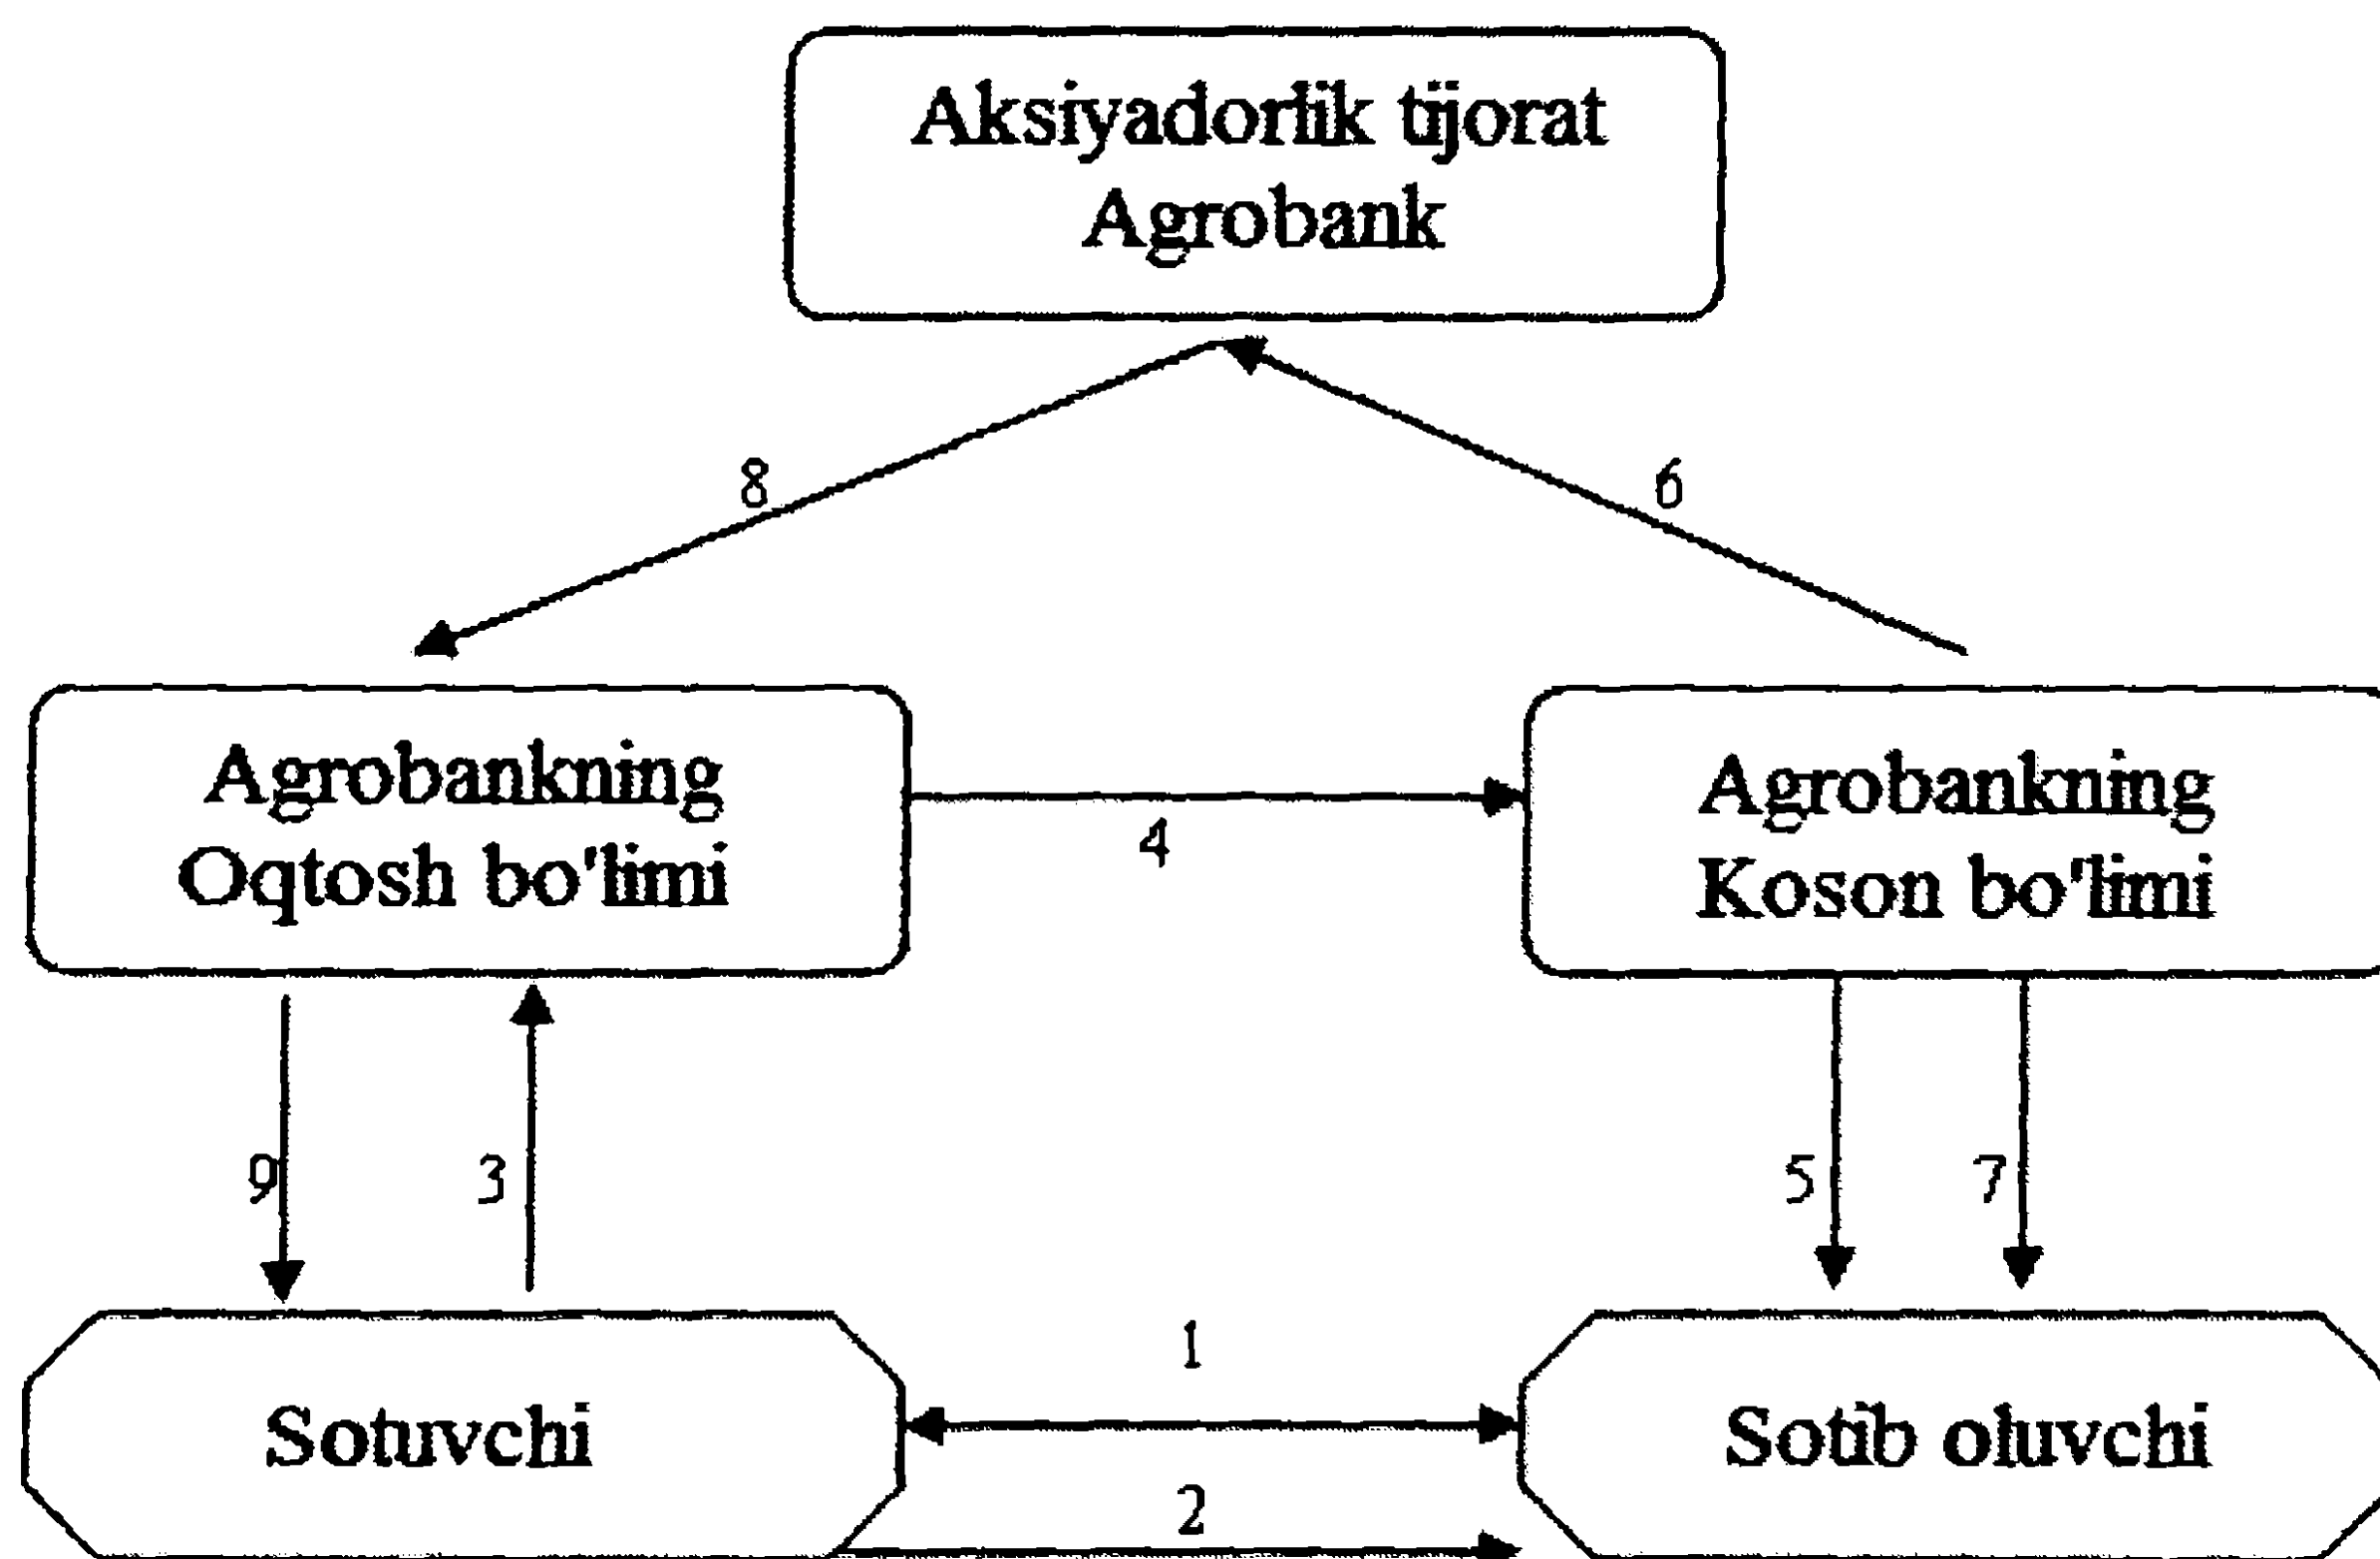 Aksiyadorlik tijorat
Agrobank
8
6
Agrobankning
Oqtosh bo'limi
4
Agrobankning
Koson bo'limi
9
3
5
7
Sotuvchi
1
2
Sotib oluvchi